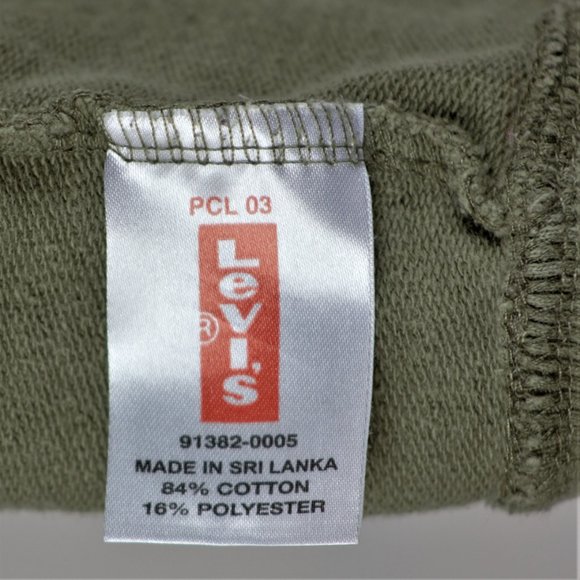 PCL 03
Levi's
®
91382-0005
MADE IN SRI LANKA
84% COTTON
16% POLYESTER